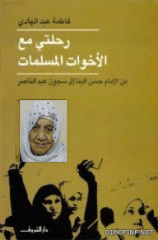 فاطمة عبد الهادي
رحلتي مع
الأخوات المسلمات
من الإمام حسن البنا إلى سجون عبد الناصر
دار الشروق